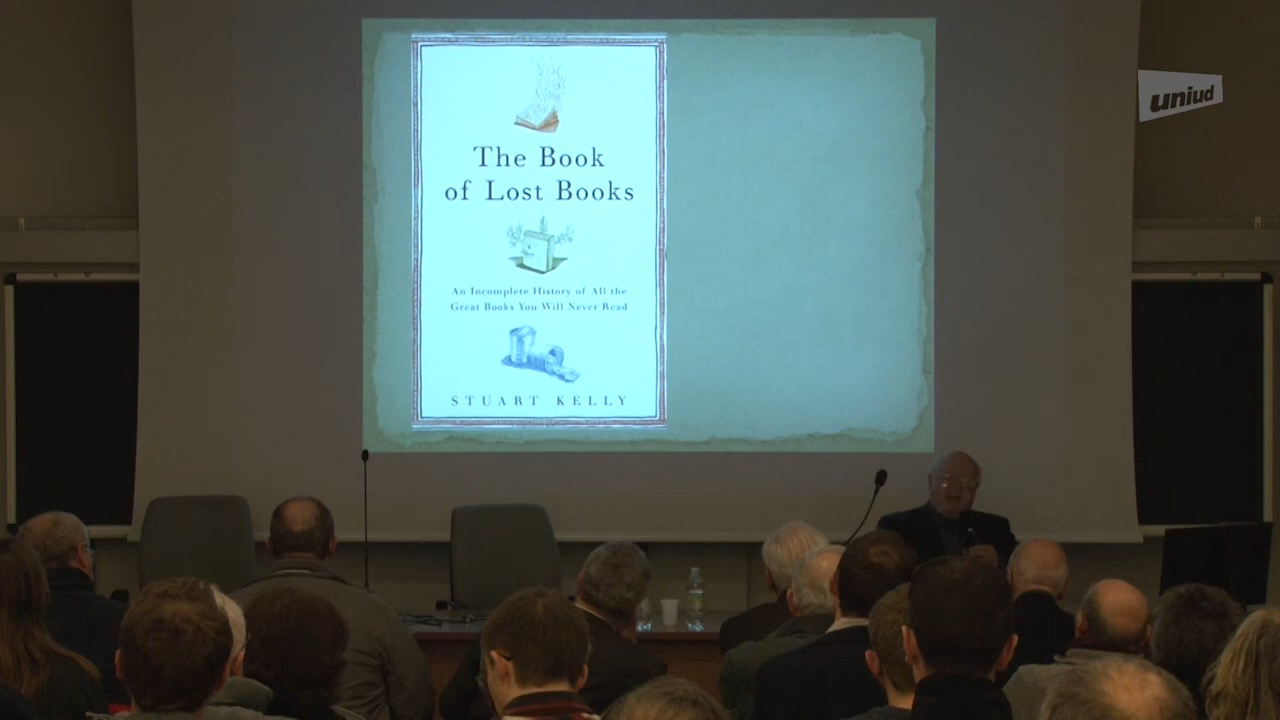 The Book
of Lost Books
An Incomplete History of All the
Great Books You Will Never Read
STUART KELLY
uniud